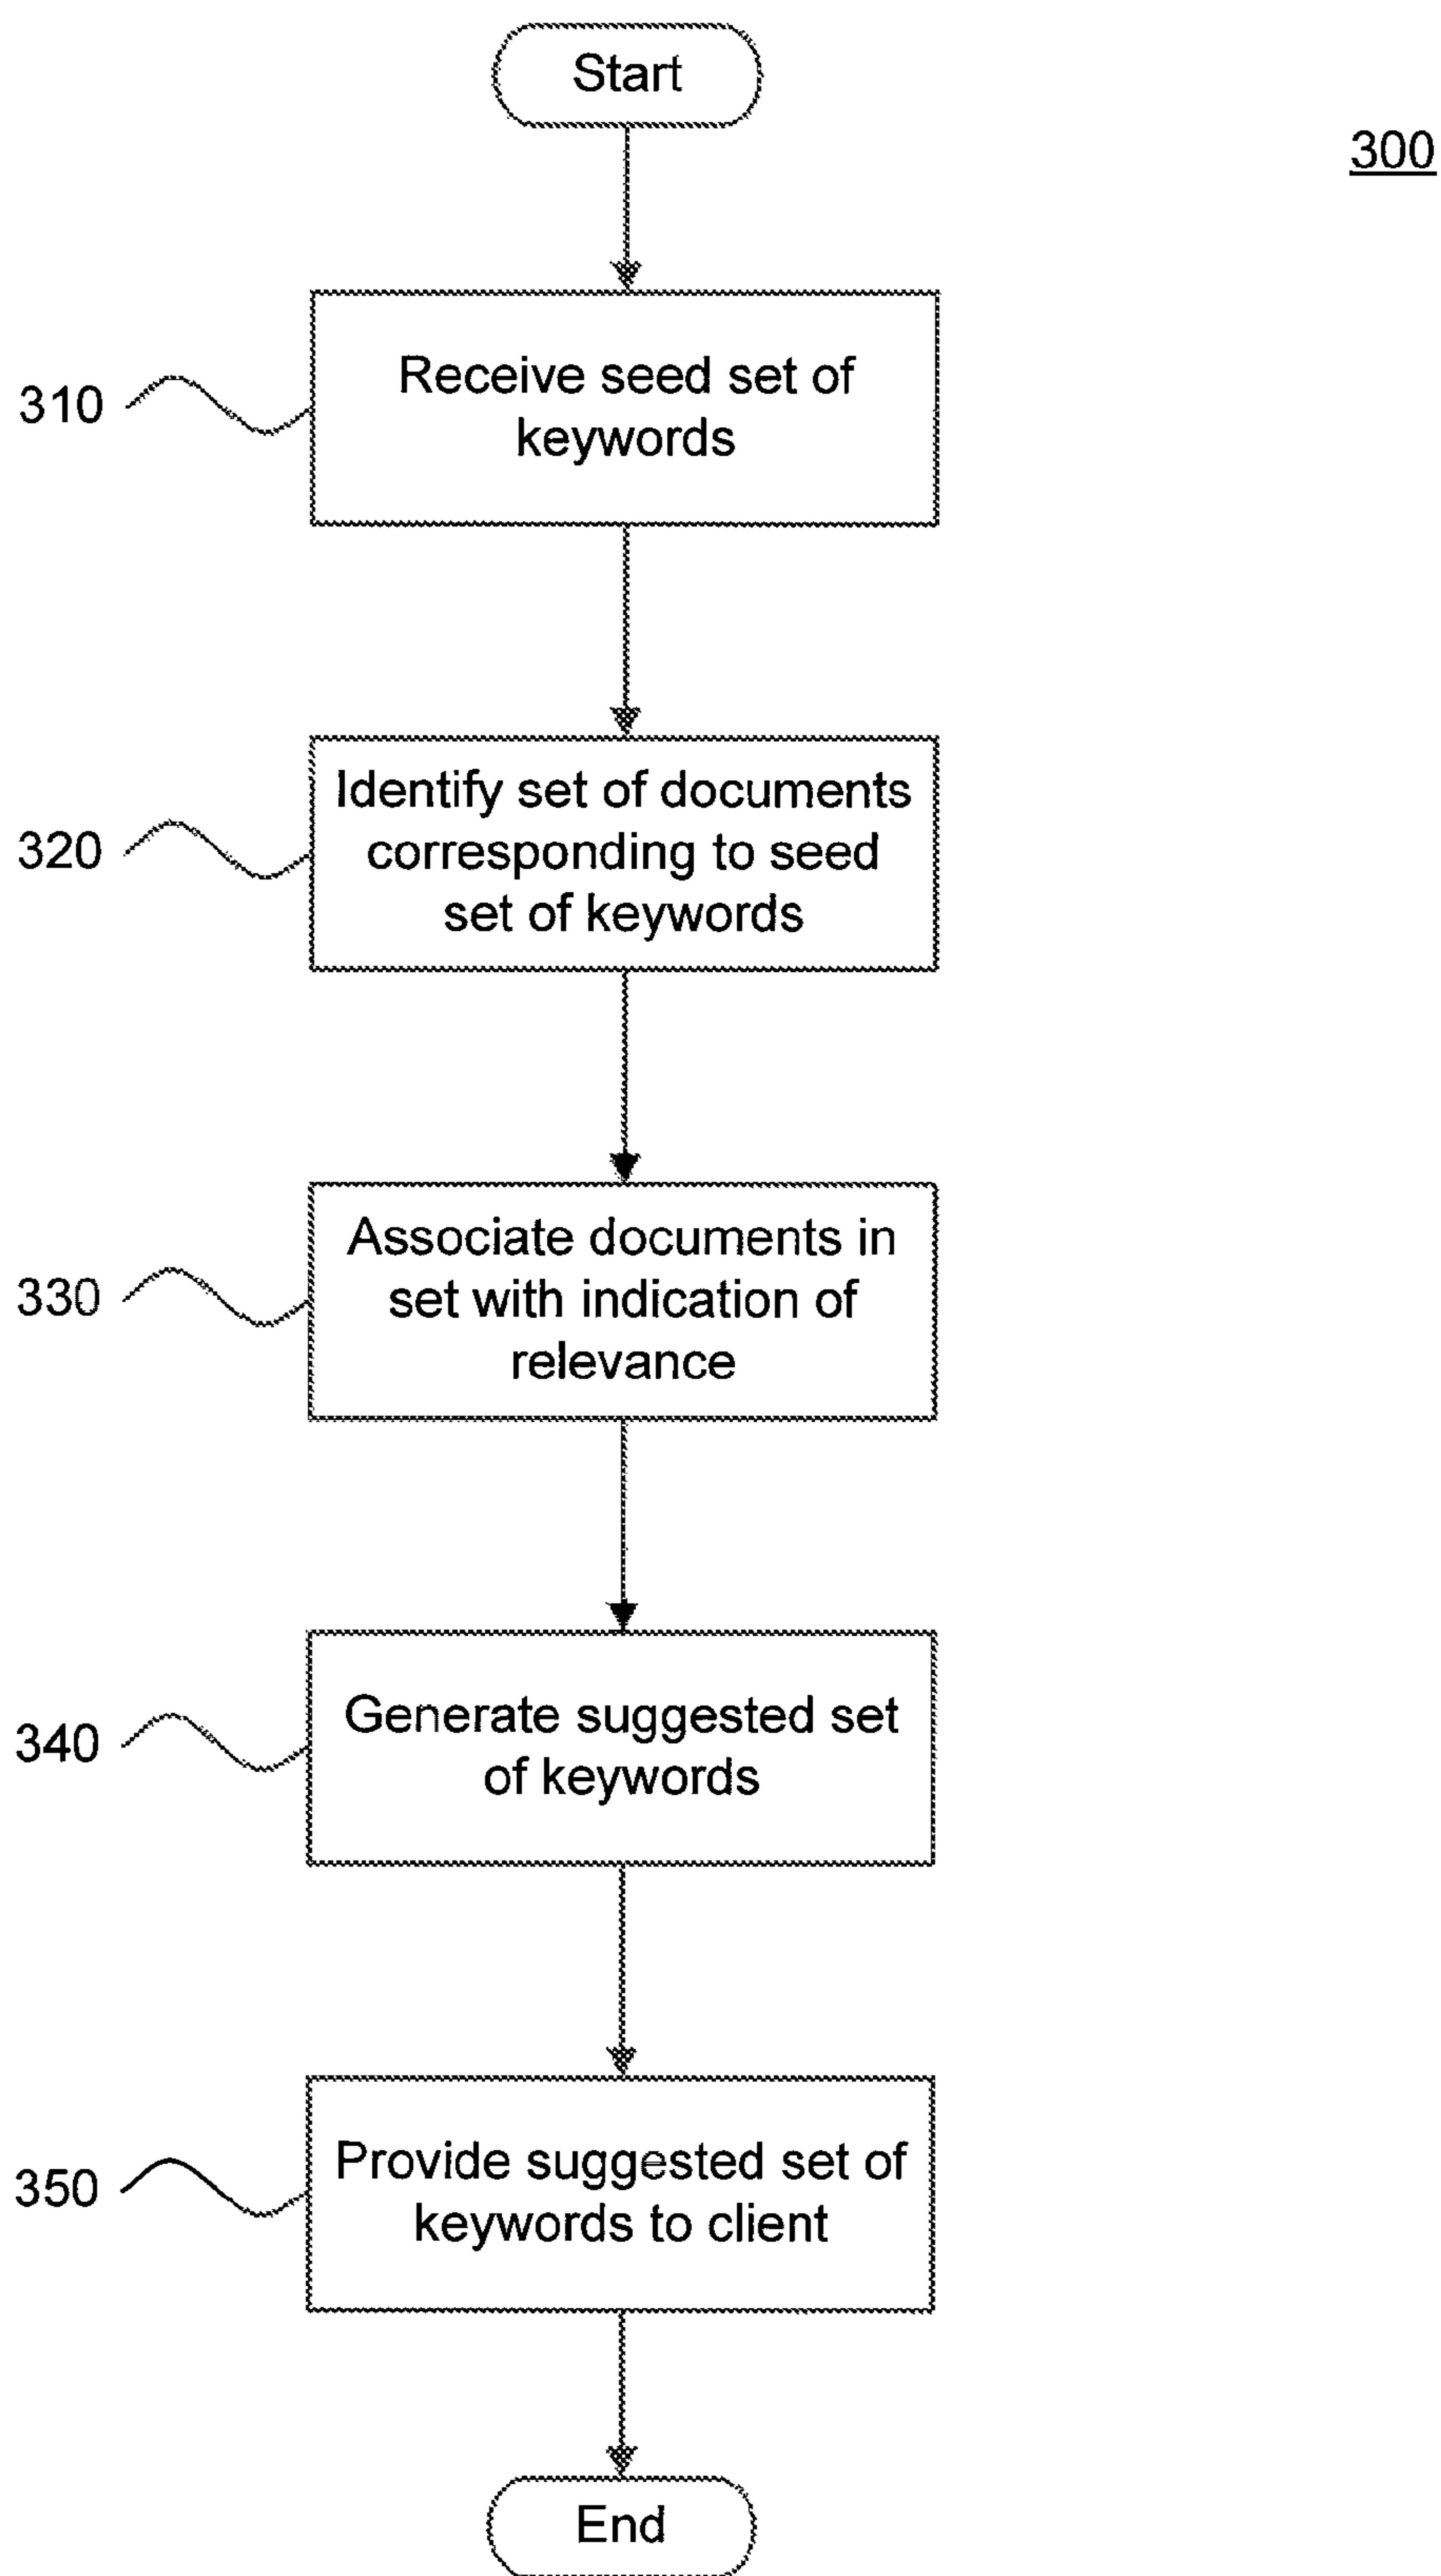 Start
300
Receive seed set of
keywords
310
Identify set of documents
corresponding to seed
set of keywords
320
Associate documents in
set with indication of
relevance
330
Generate suggested set
of keywords
340
Provide suggested set of
keywords to client
350
End